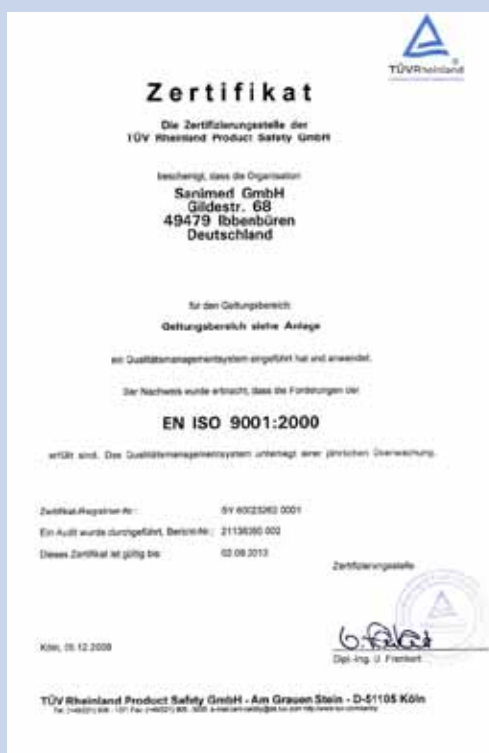 TÜVRheinland
Zertifikat
Die Zertifizierungsstelle der
TÜV Rheinland Product Safety GmbH
bescheinigt, dass die Organisation
Sanimed GmbH
Gildestr. 68
49479 Ibbenbüren
Deutschland
für den Geltungsbereich:
Geltungsbereich siehe Anlage
ein Qualitätsmanagementsystem eingeführt hat und anwendet.
Der Nachweis wurde erbracht, dass die Forderungen der
EN ISO 9001:2000
erfüllt sind. Das Qualitätsmanagementsystem unterliegt einer jährlichen Überwachung.
Zertifikat-Registrier-Nr.:
Ein Audit wurde durchgeführt, Bericht-Nr.:
Dieses Zertifikat ist gültig bis
Zertifizierungsstelle
Köln,
Dipl.-Ing. U. Frenkert
TÜV Rheinland Product Safety GmbH - Am Grauen Stein - D-51105 Köln